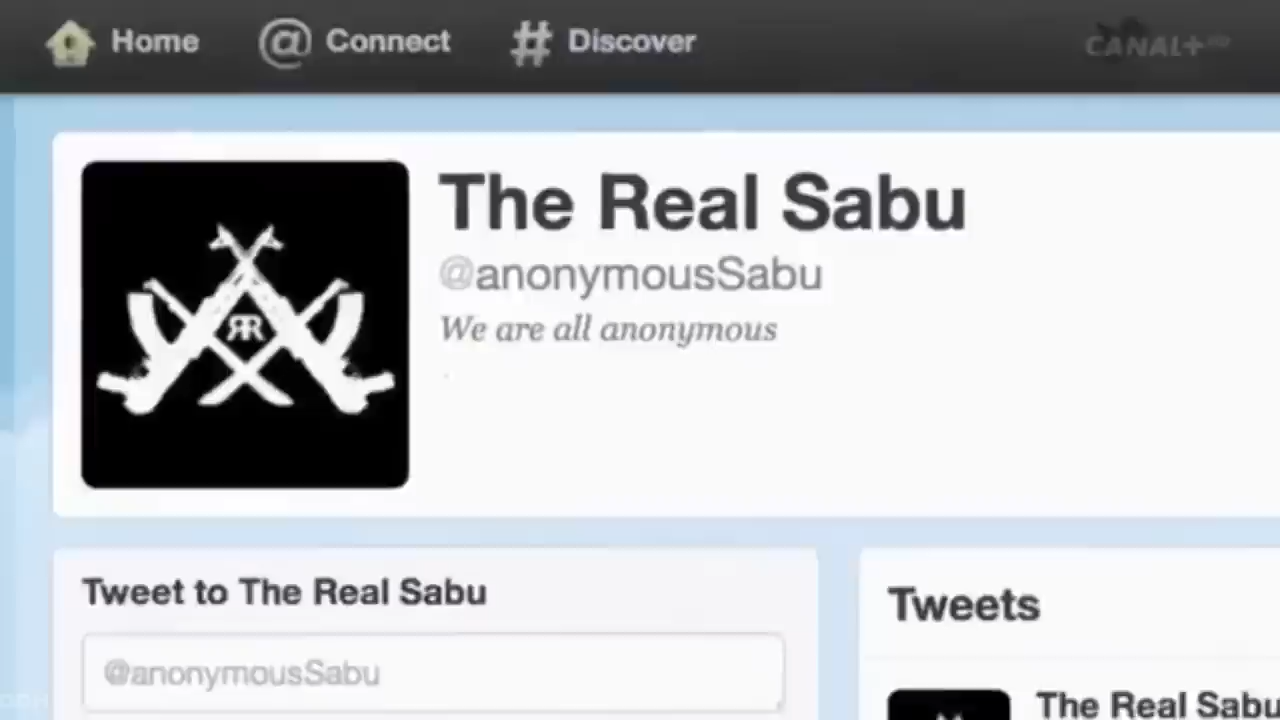 Home @ Connect # Discover
CANAL+ HD
The Real Sabu
@anonymousSabu
We are all anonymous
Tweet to The Real Sabu
@anonymousSabu
Tweets
The Real Sabu